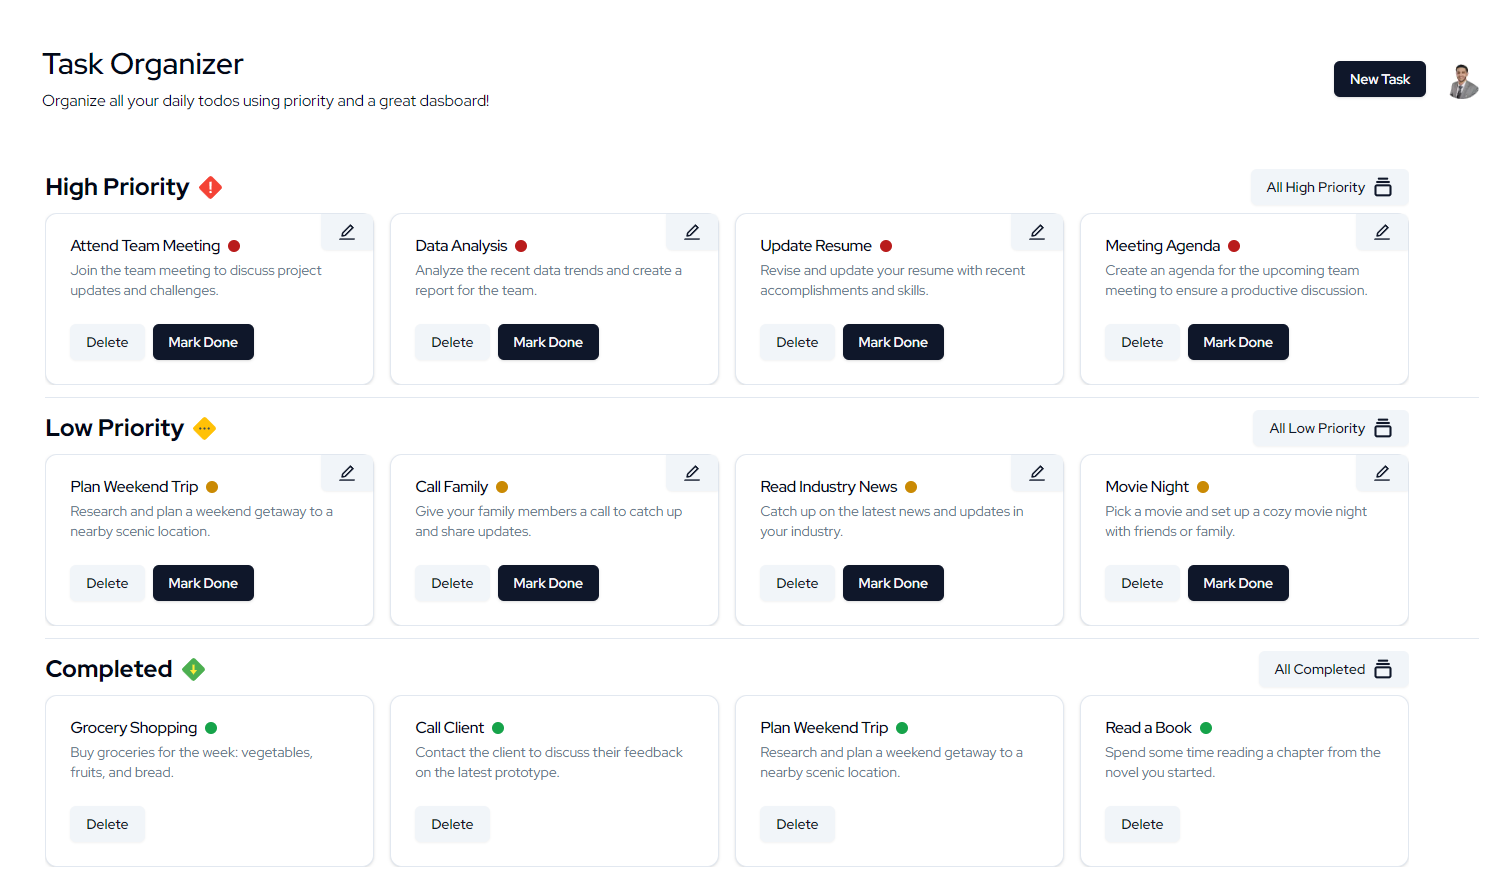 Task Organizer
Organize all your daily todos using priority and a great dasboard!
New Task
High Priority
All High Priority
Attend Team Meeting
Join the team meeting to discuss project
updates and challenges.
Delete
Mark Done
Data Analysis
Analyze the recent data trends and create a
report for the team.
Delete
Mark Done
Update Resume
Revise and update your resume with recent
accomplishments and skills.
Delete
Mark Done
Meeting Agenda
Create an agenda for the upcoming team
meeting to ensure a productive discussion.
Delete
Mark Done
Low Priority
All Low Priority
Plan Weekend Trip
Research and plan a weekend getaway to a
nearby scenic location.
Delete
Mark Done
Call Family
Give your family members a call to catch up
and share updates.
Delete
Mark Done
Read Industry News
Catch up on the latest news and updates in
your industry.
Delete
Mark Done
Movie Night
Pick a movie and set up a cozy movie night
with friends or family.
Delete
Mark Done
Completed
All Completed
Grocery Shopping
Buy groceries for the week: vegetables,
fruits, and bread.
Delete
Call Client
Contact the client to discuss their feedback
on the latest prototype.
Delete
Plan Weekend Trip
Research and plan a weekend getaway to a
nearby scenic location.
Delete
Read a Book
Spend some time reading a chapter from the
novel you started.
Delete